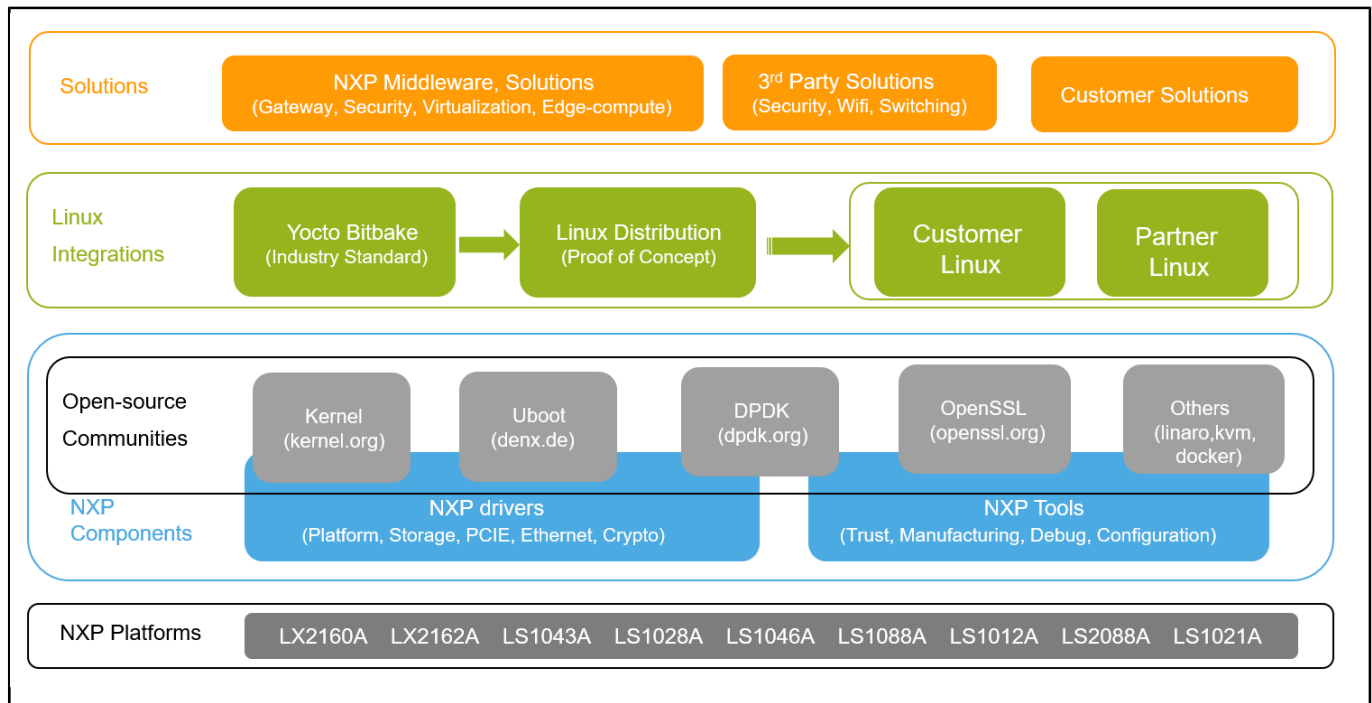 Solutions
NXP Middleware, Solutions
(Gateway, Security, Virtualization, Edge-compute)
3rd Party Solutions
(Security, Wifi, Switching)
Customer Solutions
Linux
Integrations
Yocto Bitbake
(Industry Standard)
Linux Distribution
(Proof of Concept)
Customer
Linux
Partner
Linux
Open-source
Communities
Kernel
(kernel.org)
Uboot
(denx.de)
DPDK
(dpdk.org)
OpenSSL
(openssl.org)
Others
(linaro,kvm,
docker)
NXP
Components
NXP drivers
(Platform, Storage, PCIE, Ethernet, Crypto)
NXP Tools
(Trust, Manufacturing, Debug, Configuration)
NXP Platforms
LX2160A LX2162A LS1043A LS1028A LS1046A LS1088A LS1012A LS2088A LS1021A